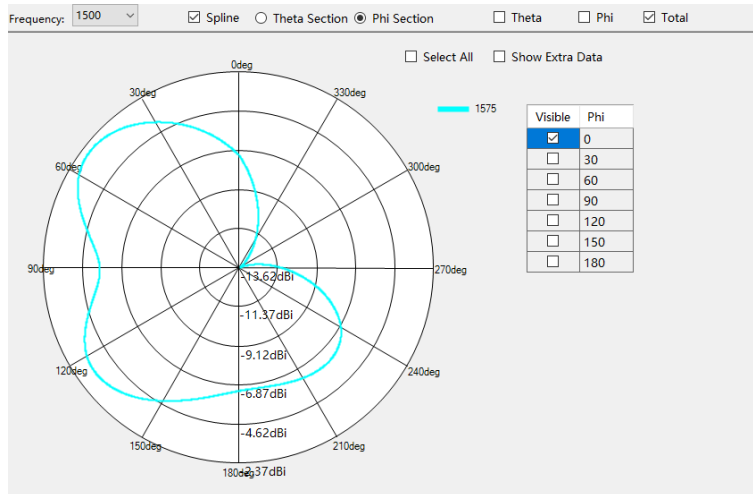 Frequency: 1500 Spline Theta Section Phi Section Theta Phi Total
Select All Show Extra Data
0deg
30deg 330deg
1575
Visible Phi
0
30
60deg 300deg
60
90
120
150
180
90deg 270deg
-13.62dBi
-11.37dBi
-9.12dBi
120deg 240deg
-6.87dBi
-4.62dBi
150deg 210deg
180deg -2.37dBi